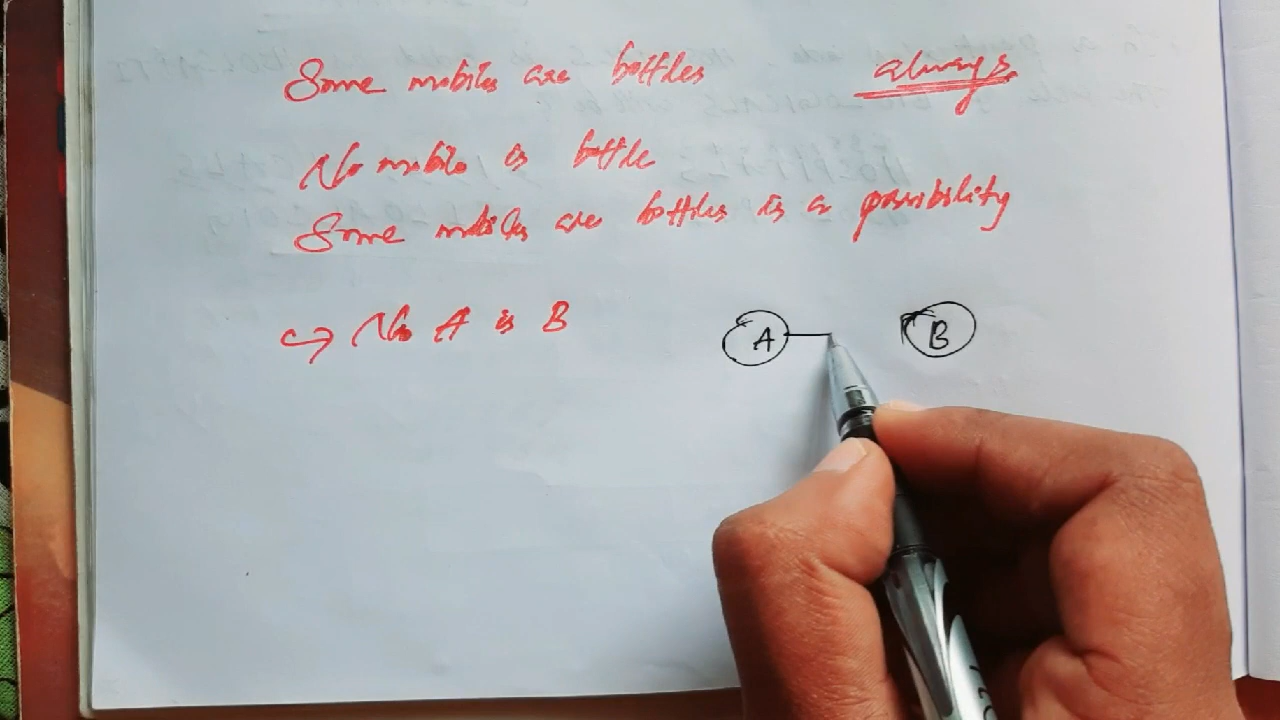 Some mobiles are bottles always.
No mobile is bottle
Some mobiles are bottles is a possibility
↪ No A is B A B